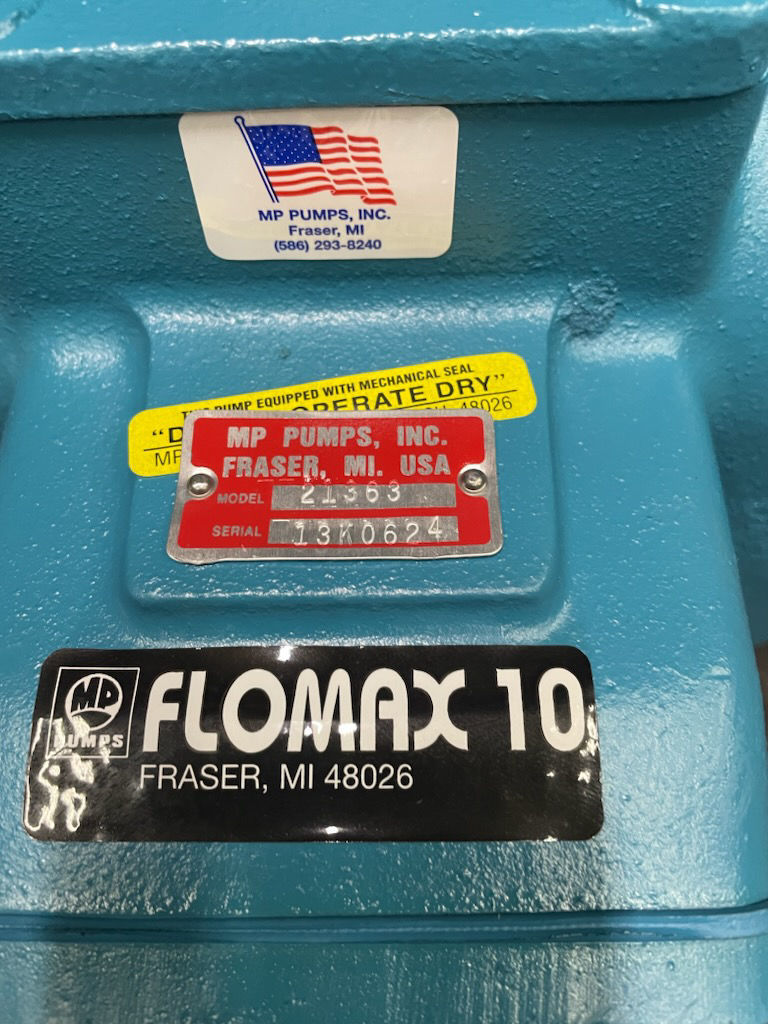 MP PUMPS, INC.
Fraser, MI
(586) 293-8240
PUMP EQUIPPED WITH MECHANICAL SEAL
OPERATE DRY”
MP 48026
MP PUMPS, INC.
FRASER, MI. USA
MODEL 21363
SERIAL 13K0624
MP
PUMPS
FLOMAX 10
FRASER, MI 48026